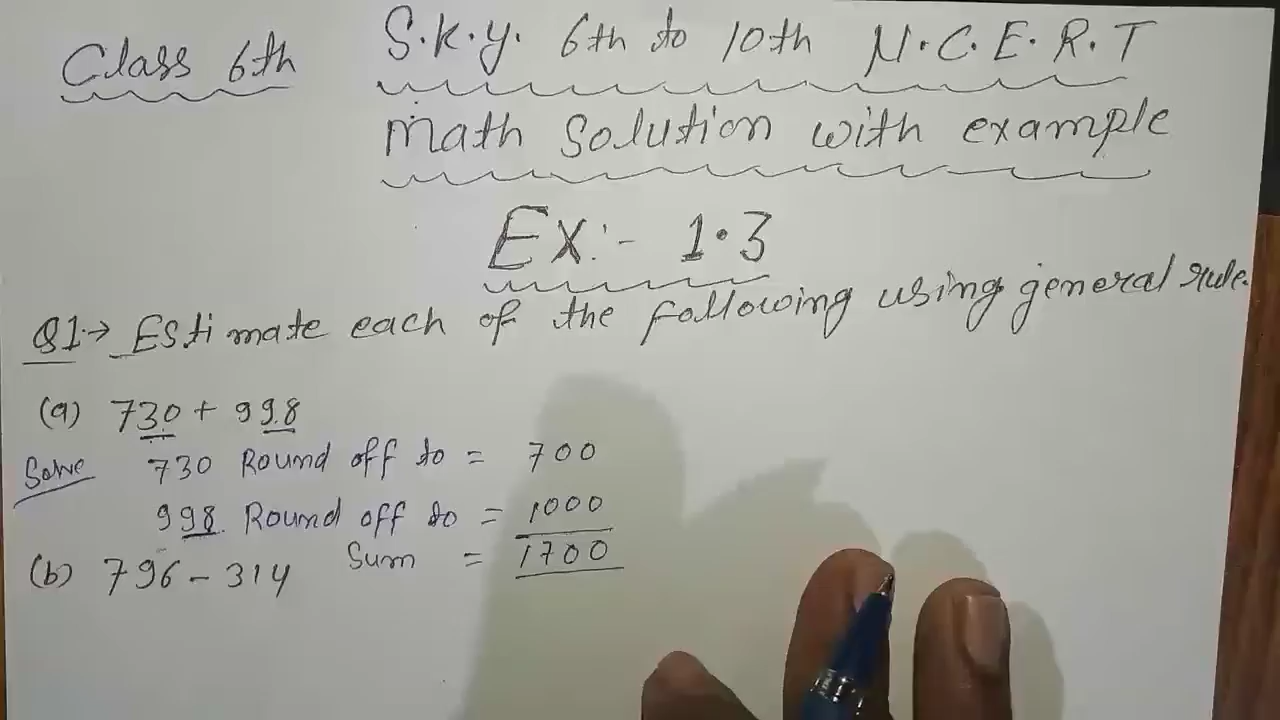 Class 6th S.K.y. 6th to 10th N.C.E.R.T
math Solution with example
EX:- 1.3
Q1:→ Estimate each of the following using general rule.
(a) 730 + 998
Solve 730 Round off to = 700
998 Round off to = 1000
Sum = 1700
(b) 796 - 314